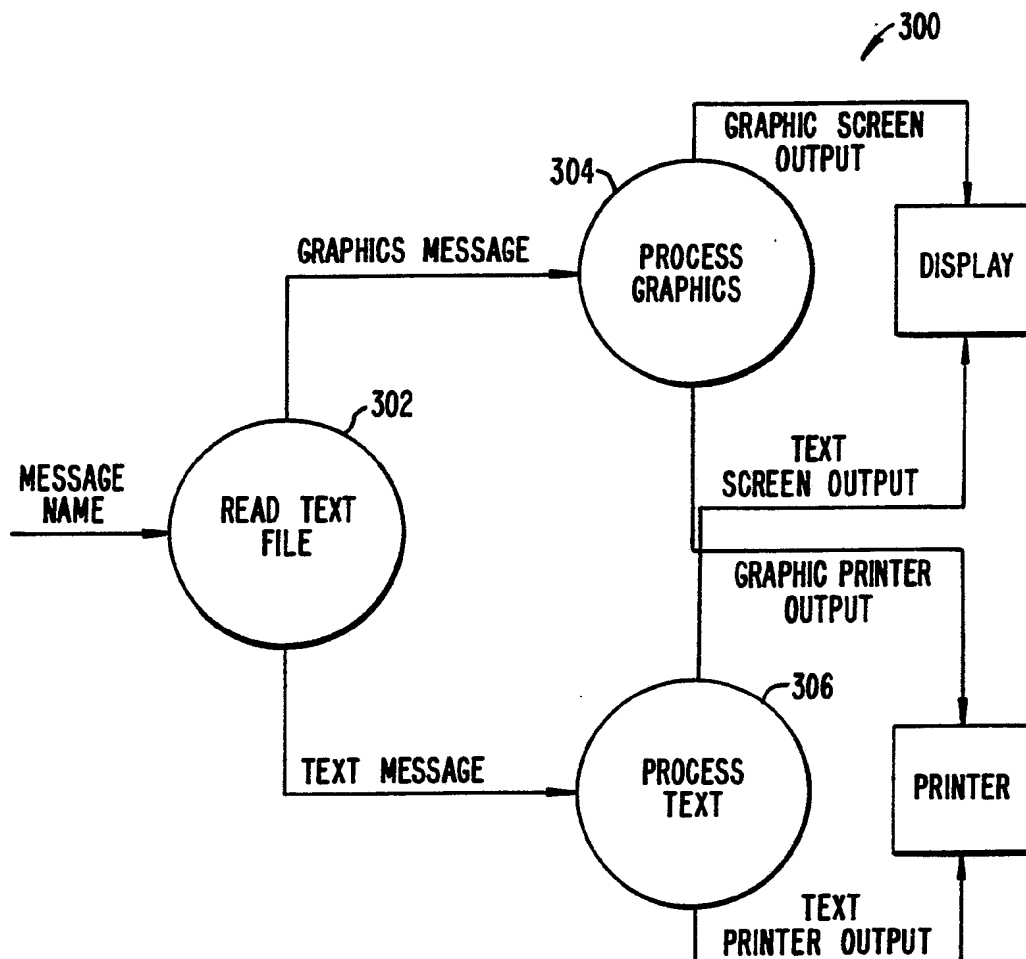 300
GRAPHIC SCREEN
OUTPUT
304
GRAPHICS MESSAGE
PROCESS
GRAPHICS
DISPLAY
302
MESSAGE
NAME
READ TEXT
FILE
TEXT
SCREEN OUTPUT
GRAPHIC PRINTER
OUTPUT
306
TEXT MESSAGE
PROCESS
TEXT
PRINTER
TEXT
PRINTER OUTPUT